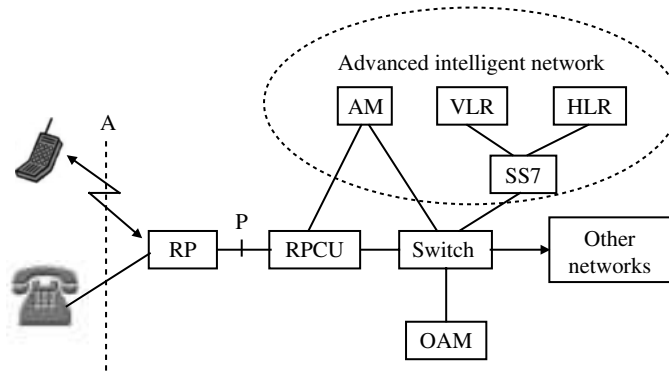 Advanced intelligent network
AM
VLR
HLR
A
SS7
P
RP
RPCU
Switch
Other
networks
OAM